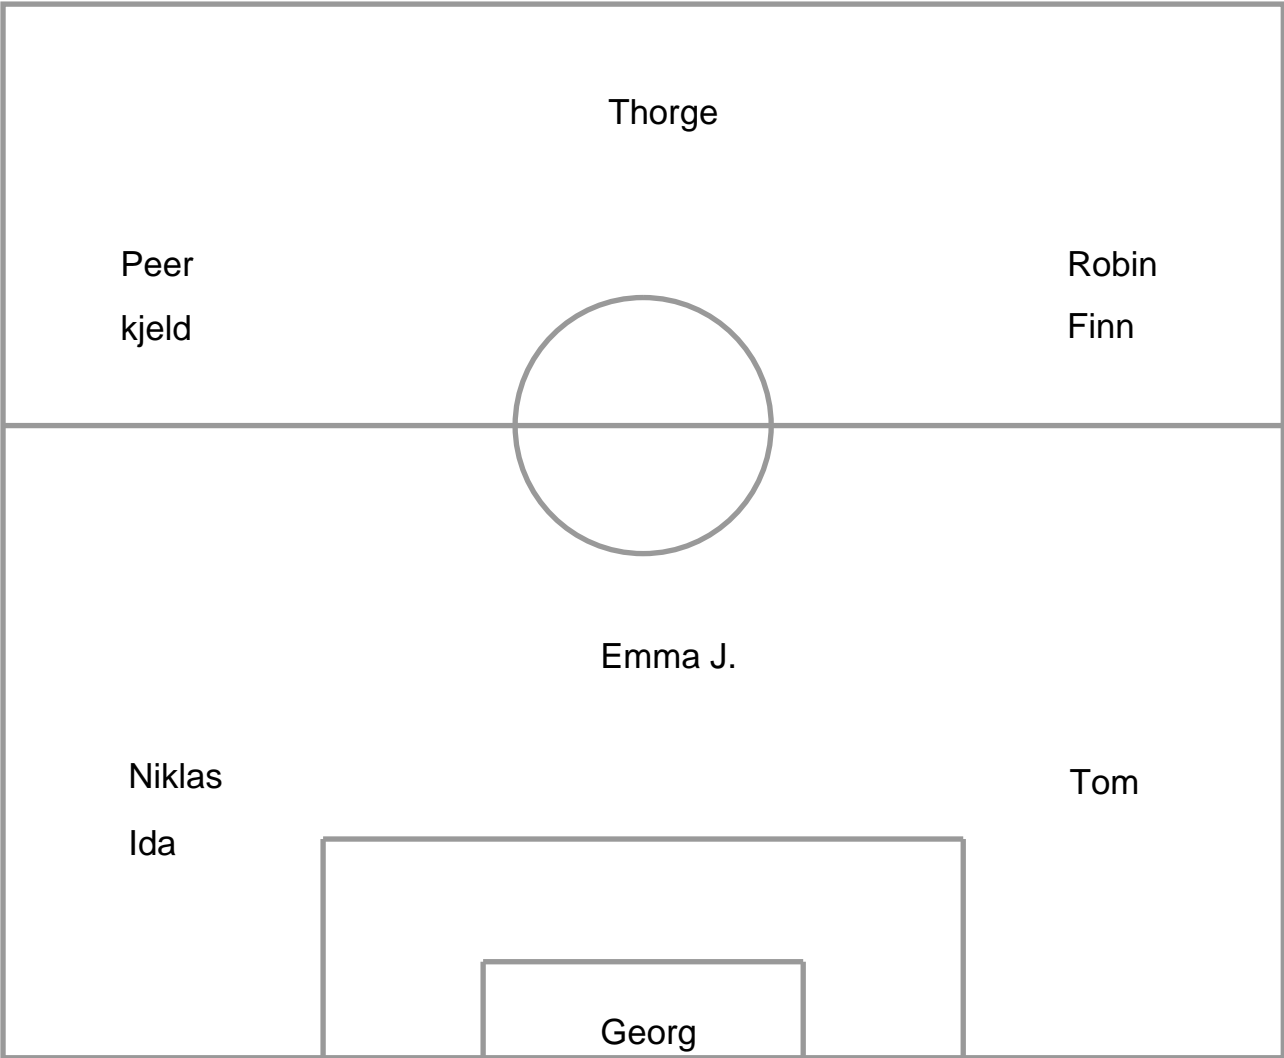 Thorge
Peer
Robin
kjeld
Finn
Emma J.
Niklas
Tom
Ida
Georg